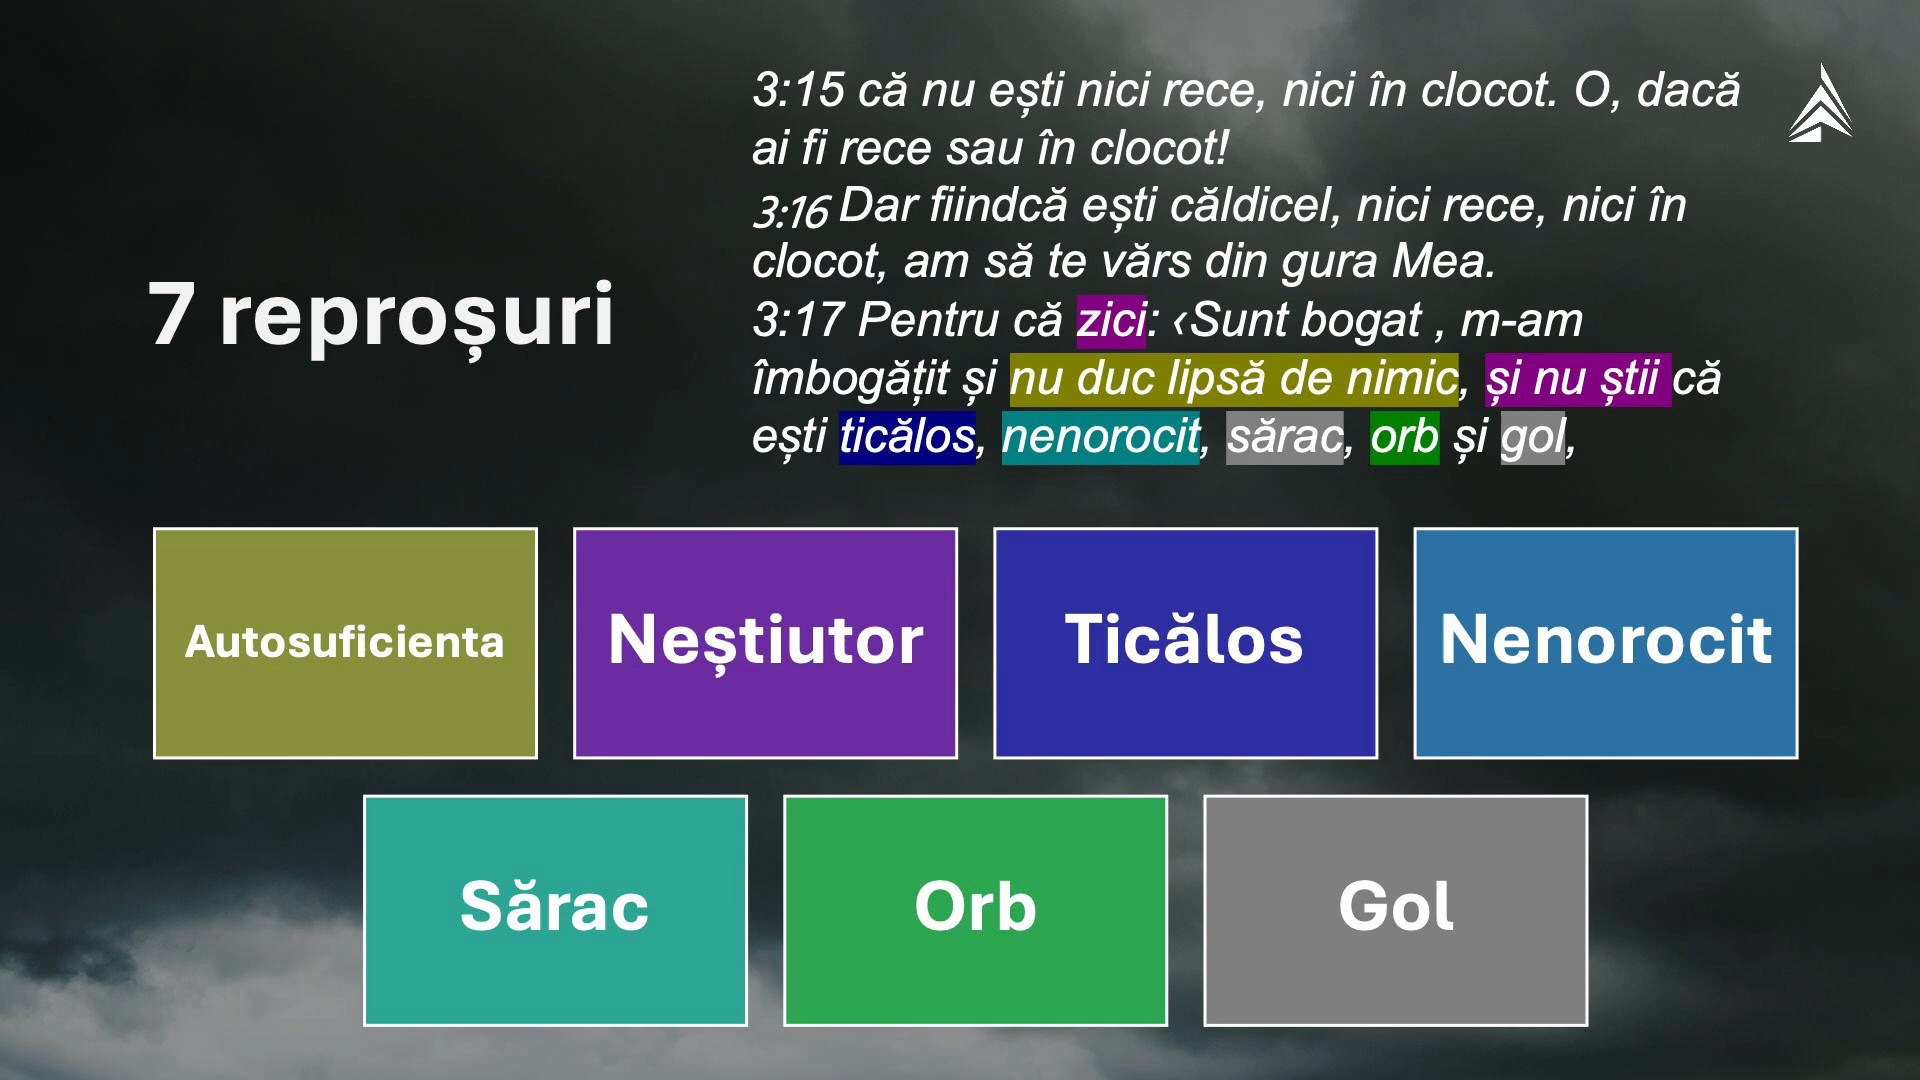 7 reproșuri
3:15 că nu ești nici rece, nici în clocot. O, dacă
ai fi rece sau în clocot!
3:16 Dar fiindcă ești căldicel, nici rece, nici în
clocot, am să te vărs din gura Mea.
3:17 Pentru că zici: ‹Sunt bogat , m-am
îmbogățit și nu duc lipsă de nimic, și nu știi că
ești ticălos, nenorocit, sărac, orb și gol,
Autosuficienta
Neștiutor
Ticălos
Nenorocit
Sărac
Orb
Gol